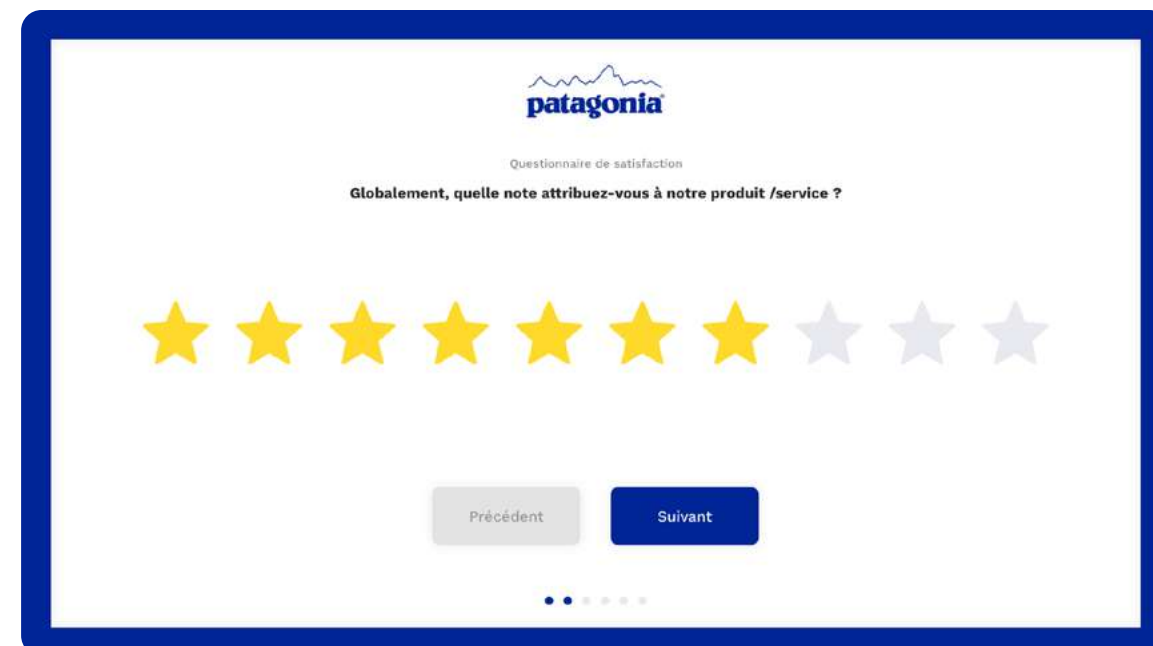 patagonia®
Questionnaire de satisfaction
Globalement, quelle note attribuez-vous à notre produit /service ?
Précédent
Suivant